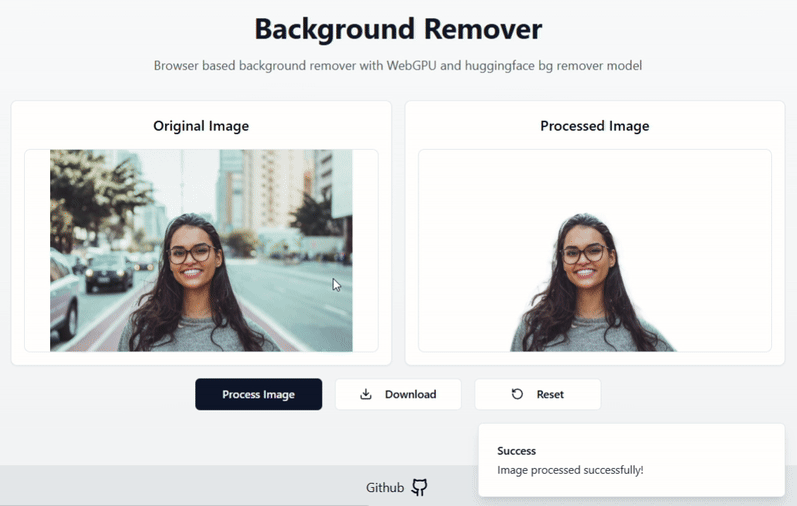 Background Remover
Browser based background remover with WebGPU and huggingface bg remover model
Original Image
Processed Image
Process Image
Download
Reset
Success
Image processed successfully!
Github